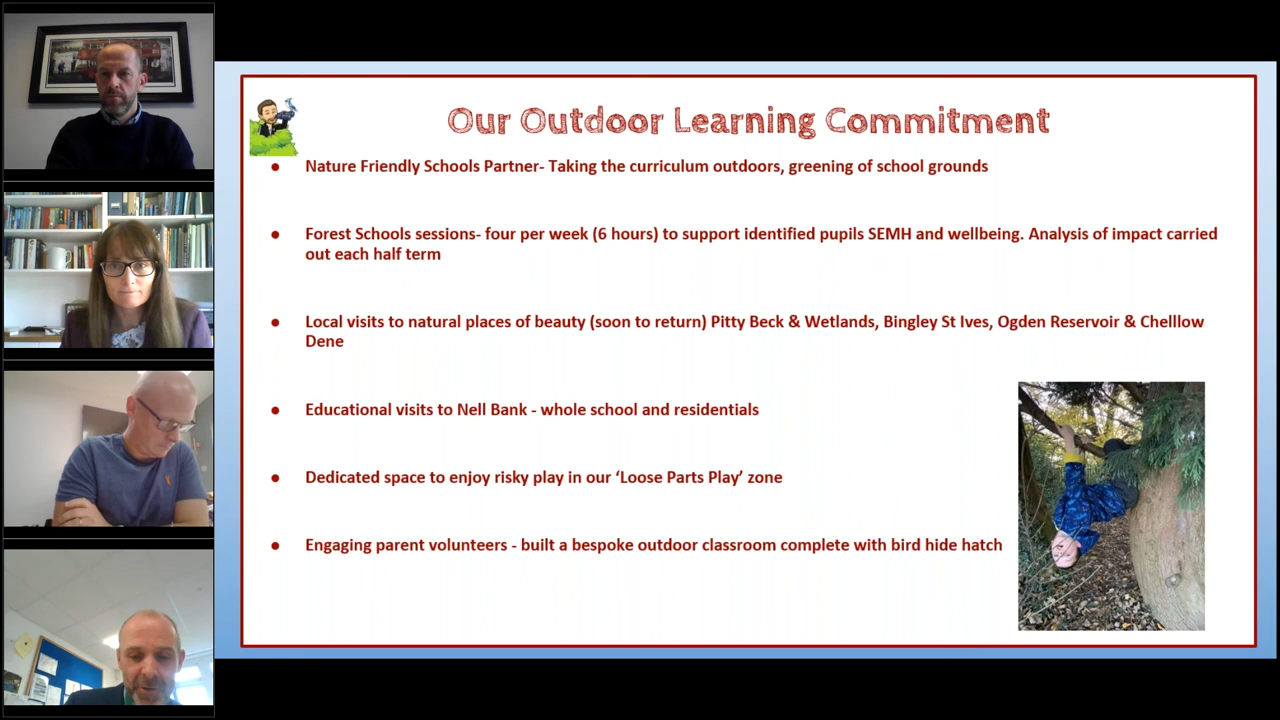 Our Outdoor Learning Commitment
● Nature Friendly Schools Partner- Taking the curriculum outdoors, greening of school grounds
● Forest Schools sessions- four per week (6 hours) to support identified pupils SEMH and wellbeing. Analysis of impact carried
out each half term
● Local visits to natural places of beauty (soon to return) Pitty Beck & Wetlands, Bingley St Ives, Ogden Reservoir & Chelllow
Dene
● Educational visits to Nell Bank - whole school and residentials
● Dedicated space to enjoy risky play in our ‘Loose Parts Play’ zone
● Engaging parent volunteers - built a bespoke outdoor classroom complete with bird hide hatch